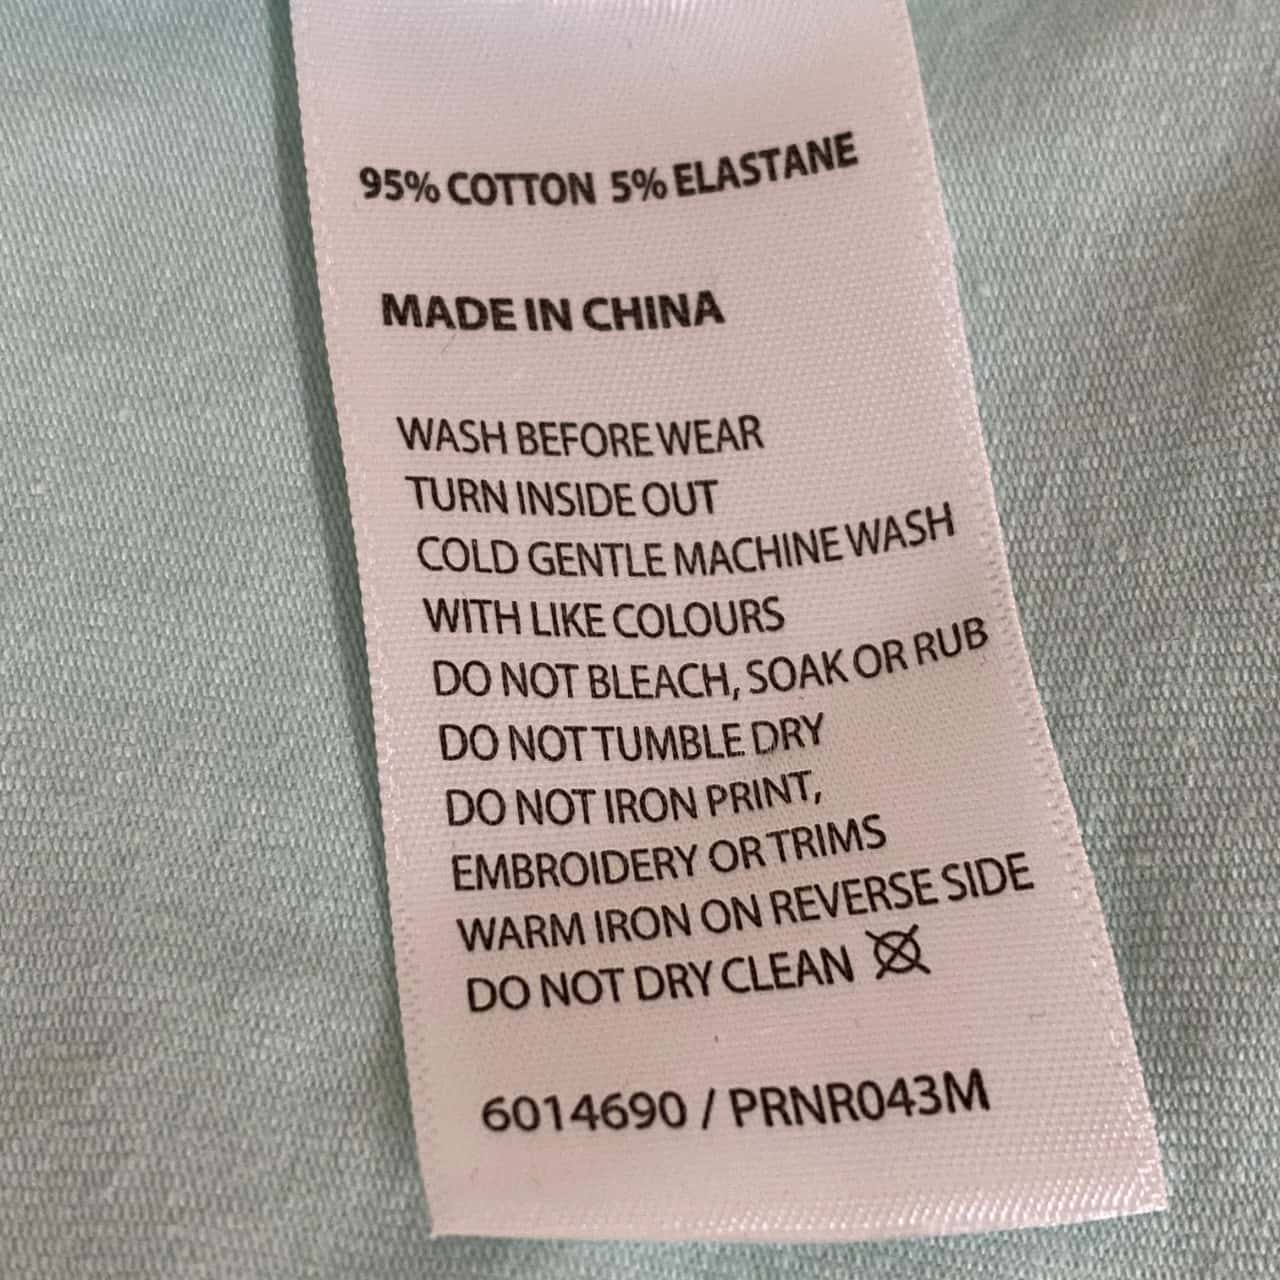 95% COTTON 5% ELASTANE
MADE IN CHINA
WASH BEFORE WEAR
TURN INSIDE OUT
COLD GENTLE MACHINE WASH
WITH LIKE COLOURS
DO NOT BLEACH, SOAK OR RUB
DO NOT TUMBLE DRY
DO NOT IRON PRINT,
EMBROIDERY OR TRIMS
WARM IRON ON REVERSE SIDE
DO NOT DRY CLEAN
6014690 / PRNR043M